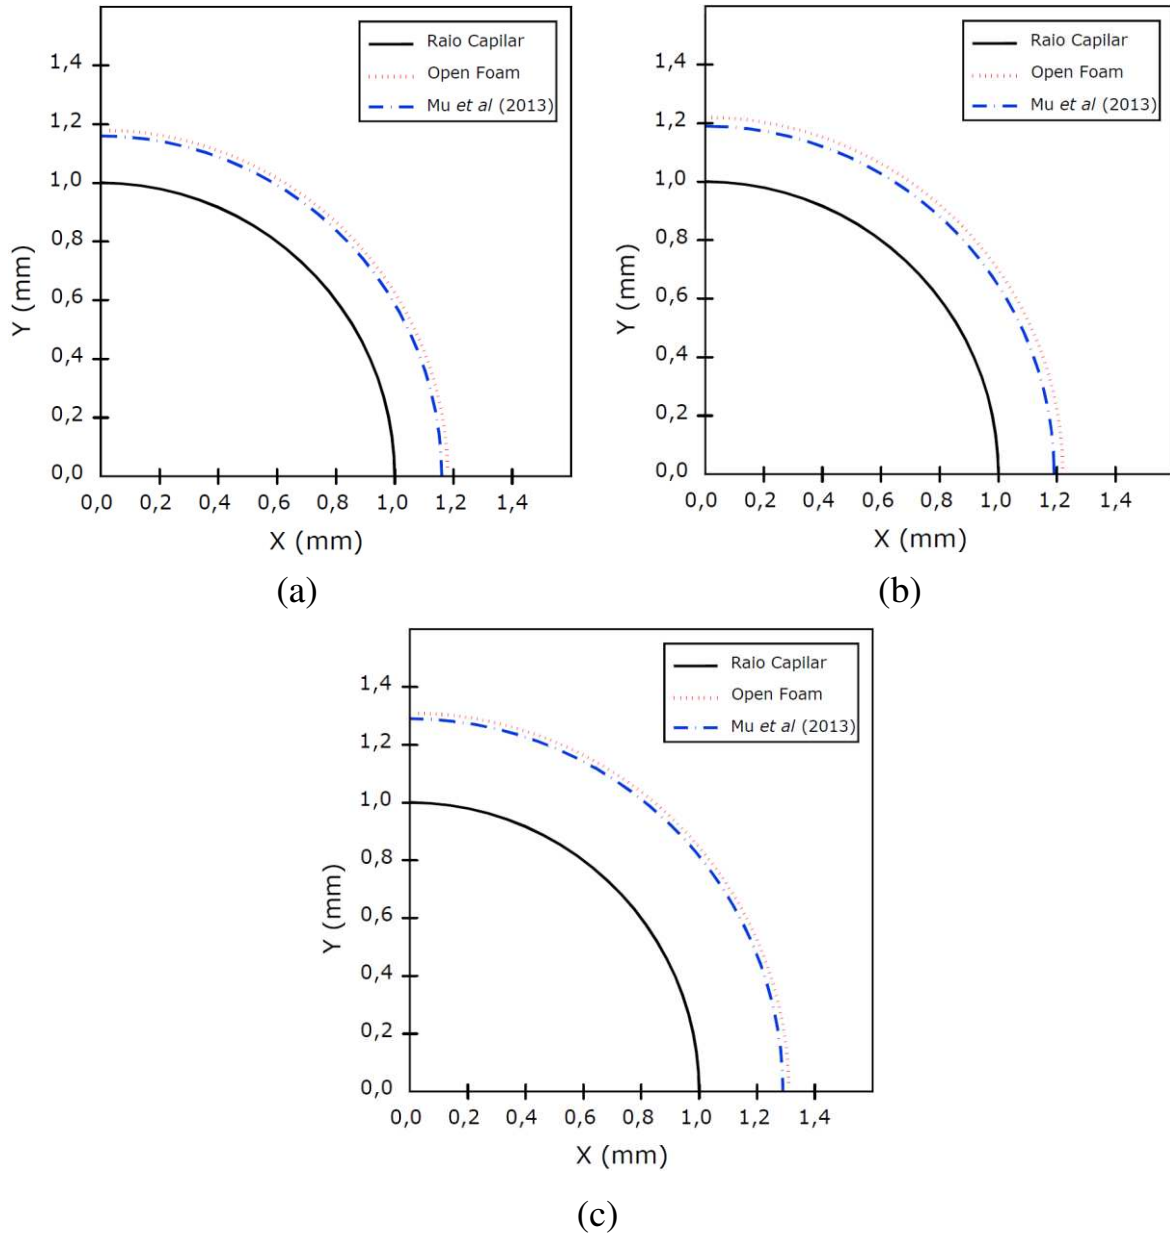 Raio Capilar
Open Foam
Mu et al (2013)
1,4
1,2
1,0
0,8
0,6
0,4
0,2
0,0
Y (mm)
0,0 0,2 0,4 0,6 0,8 1,0 1,2 1,4
X (mm)
(a)
Raio Capilar
Open Foam
Mu et al (2013)
1,4
1,2
1,0
0,8
0,6
0,4
0,2
0,0
Y (mm)
0,0 0,2 0,4 0,6 0,8 1,0 1,2 1,4
X (mm)
(b)
Raio Capilar
Open Foam
Mu et al (2013)
1,4
1,2
1,0
0,8
0,6
0,4
0,2
0,0
Y (mm)
0,0 0,2 0,4 0,6 0,8 1,0 1,2 1,4
X (mm)
(c)